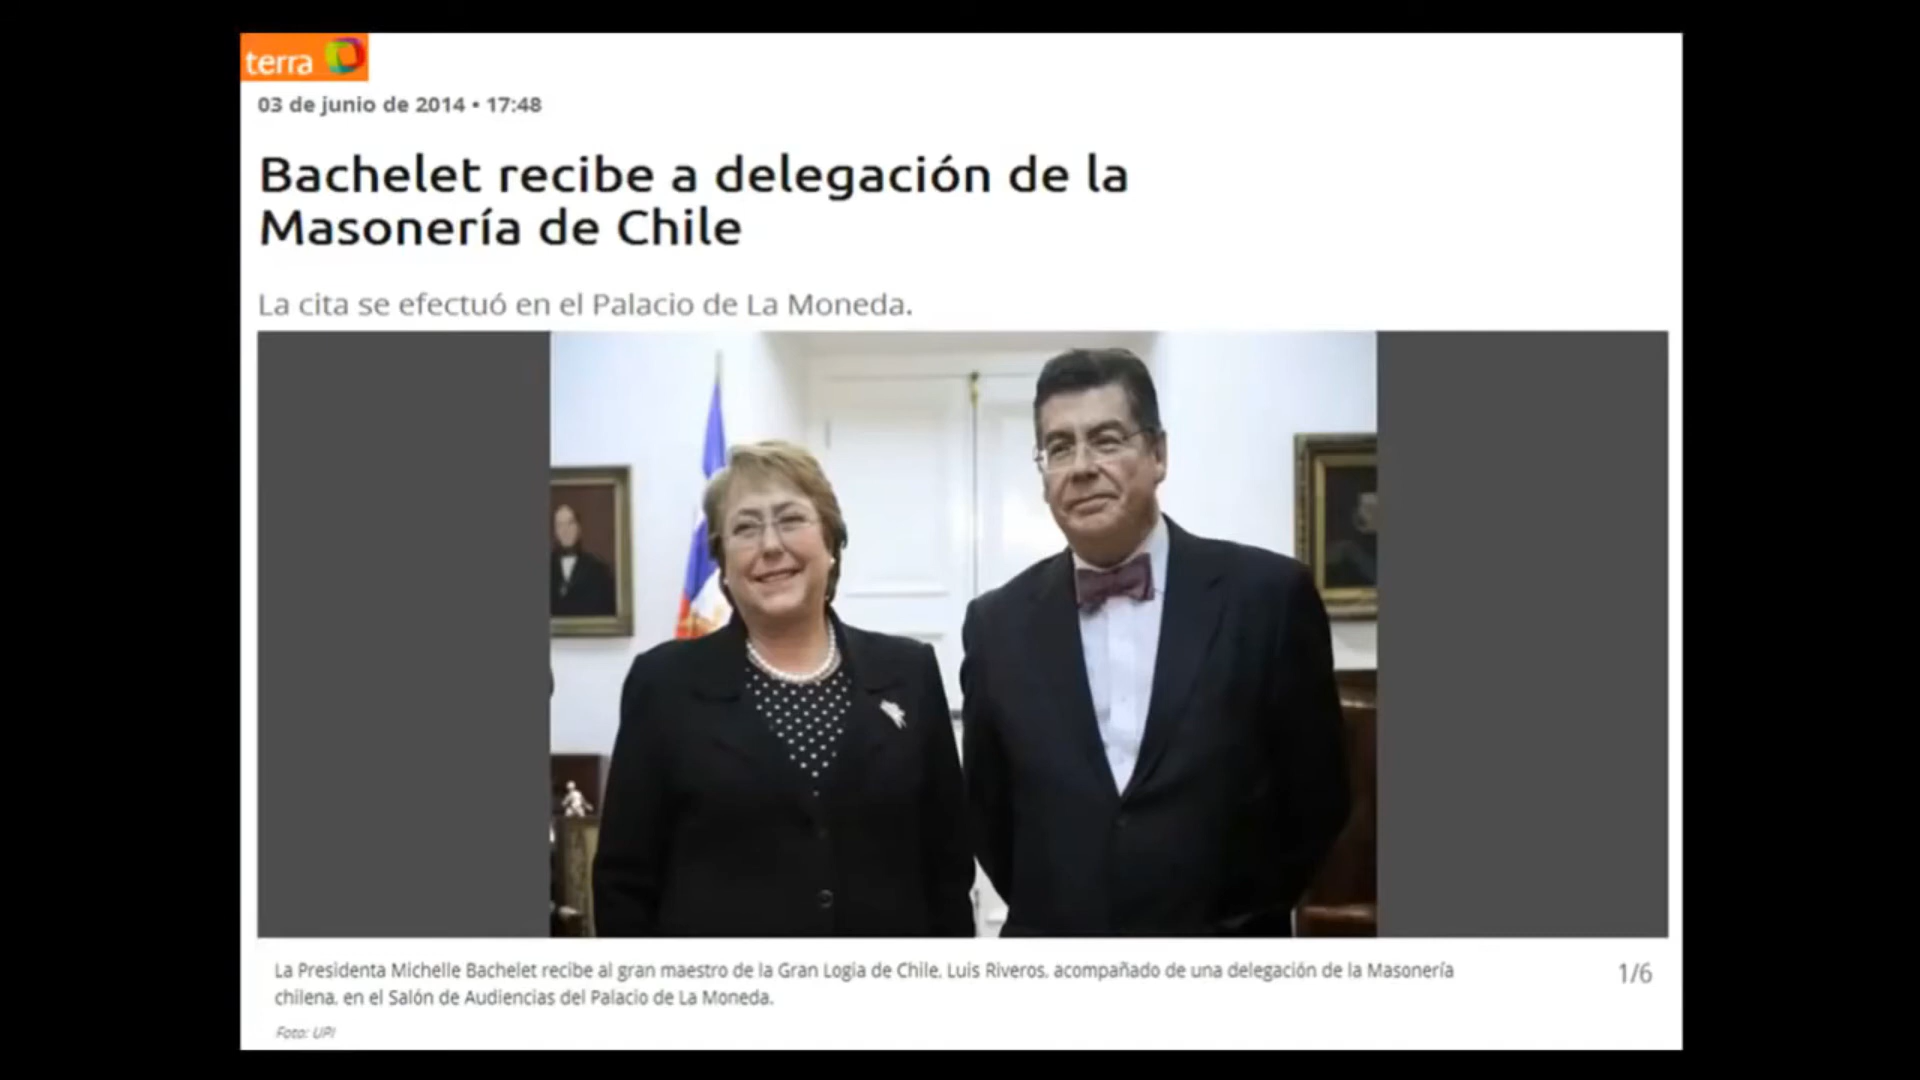 terra
03 de junio de 2014 • 17:48
Bachelet recibe a delegación de la
Masonería de Chile
La cita se efectuó en el Palacio de La Moneda.
La Presidenta Michelle Bachelet recibe al gran maestro de la Gran Logia de Chile, Luis Riveros, acompañado de una delegación de la Masonería
chilena, en el Salón de Audiencias del Palacio de La Moneda.
1/6
Foto: UPI